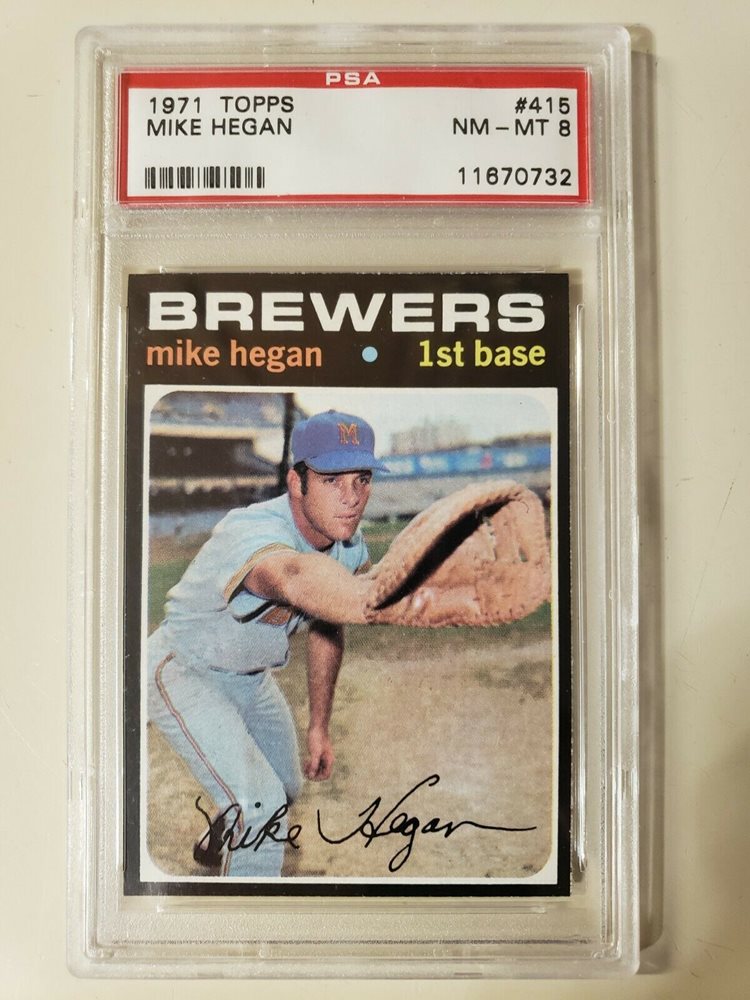 PSA
1971 TOPPS #415
MIKE HEGAN NM - MT 8
11670732
BREWERS
mike hegan • 1st base
M
Mike Hegan